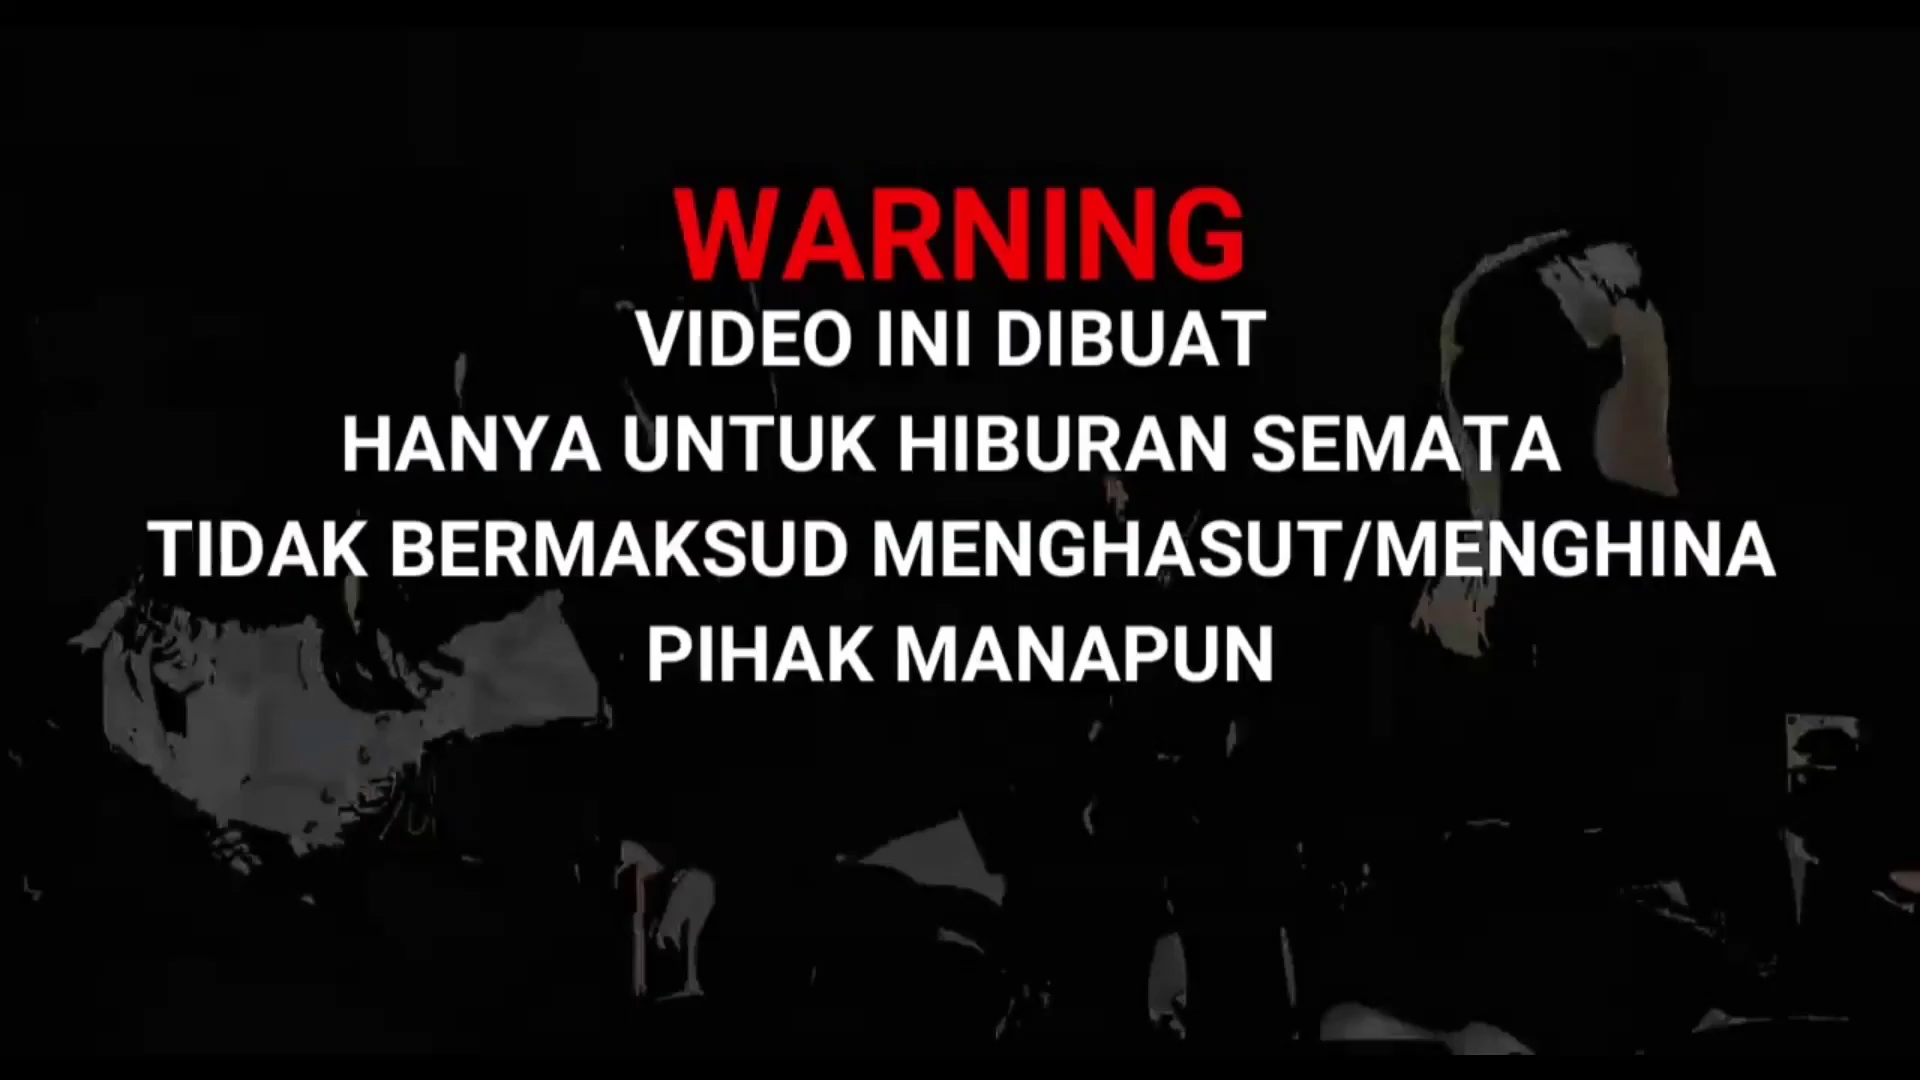 WARNING
VIDEO INI DIBUAT
HANYA UNTUK HIBURAN SEMATA
TIDAK BERMAKSUD MENGHASUT/MENGHINA
PIHAK MANAPUN